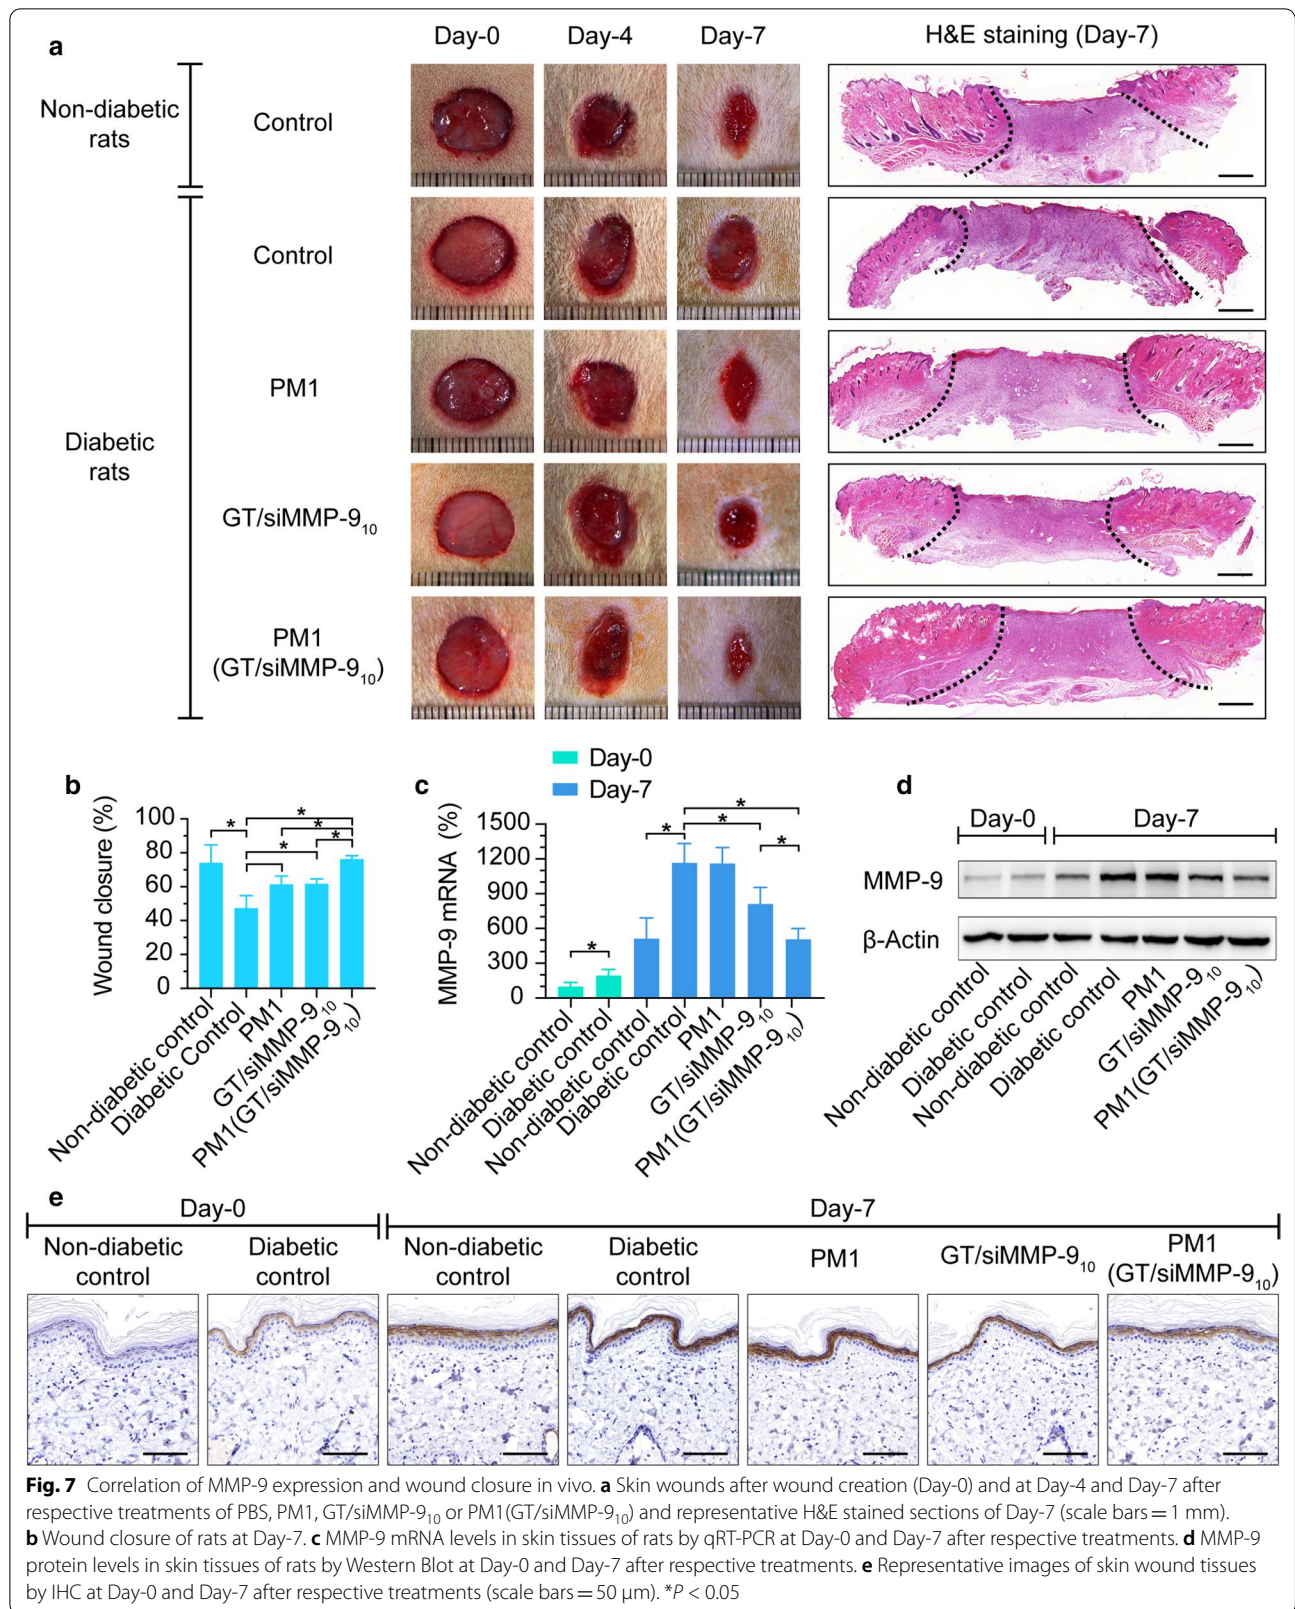 a
Day-0 Day-4 Day-7 H&E staining (Day-7)
Non-diabetic
rats
Control
Control
PM1
Diabetic
rats
GT/siMMP-9₁₀
PM1
(GT/siMMP-9₁₀)
b
Wound closure (%)
100
80
60
40
20
0
*
*
*
*
*
Non-diabetic control
Diabetic Control
PM1
GT/siMMP-9₁₀
PM1(GT/siMMP-9₁₀)
c
Day-0
Day-7
MMP-9 mRNA (%)
1500
1200
900
600
300
0
*
*
*
*
*
Non-diabetic control
Diabetic control
Non-diabetic control
Diabetic control
PM1
GT/siMMP-9₁₀
PM1(GT/siMMP-9₁₀)
d
Day-0 Day-7
MMP-9
β-Actin
Non-diabetic control
Diabetic control
Non-diabetic control
Diabetic control
PM1
GT/siMMP-9₁₀
PM1(GT/siMMP-9₁₀)
e
Day-0 Day-7
Non-diabetic
control
Diabetic
control
Non-diabetic
control
Diabetic
control
PM1
GT/siMMP-9₁₀
PM1
(GT/siMMP-9₁₀)
Fig. 7 Correlation of MMP-9 expression and wound closure in vivo. a Skin wounds after wound creation (Day-0) and at Day-4 and Day-7 after
respective treatments of PBS, PM1, GT/siMMP-9₁₀ or PM1(GT/siMMP-9₁₀) and representative H&E stained sections of Day-7 (scale bars = 1 mm).
b Wound closure of rats at Day-7. c MMP-9 mRNA levels in skin tissues of rats by qRT-PCR at Day-0 and Day-7 after respective treatments. d MMP-9
protein levels in skin tissues of rats by Western Blot at Day-0 and Day-7 after respective treatments. e Representative images of skin wound tissues
by IHC at Day-0 and Day-7 after respective treatments (scale bars = 50 μm). *P < 0.05